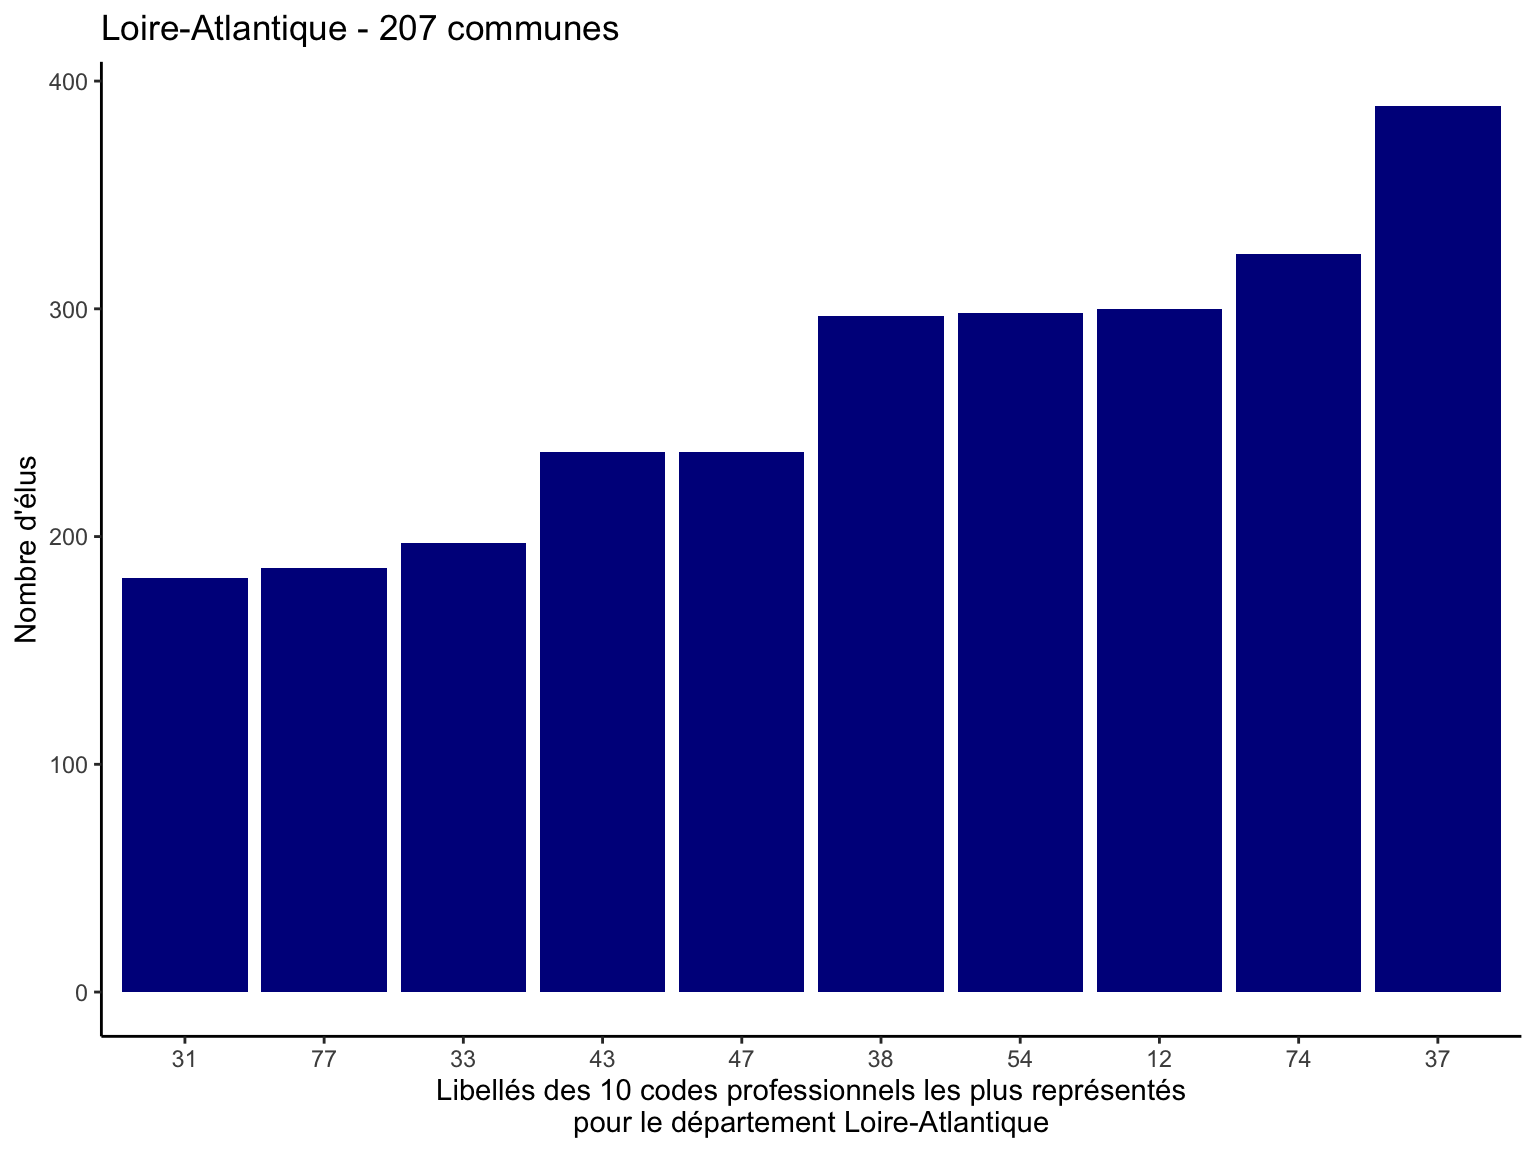 Loire-Atlantique - 207 communes
400
300
200
100
0
Nombre d'élus
31 77 33 43 47 38 54 12 74 37
Libellés des 10 codes professionnels les plus représentés
pour le département Loire-Atlantique